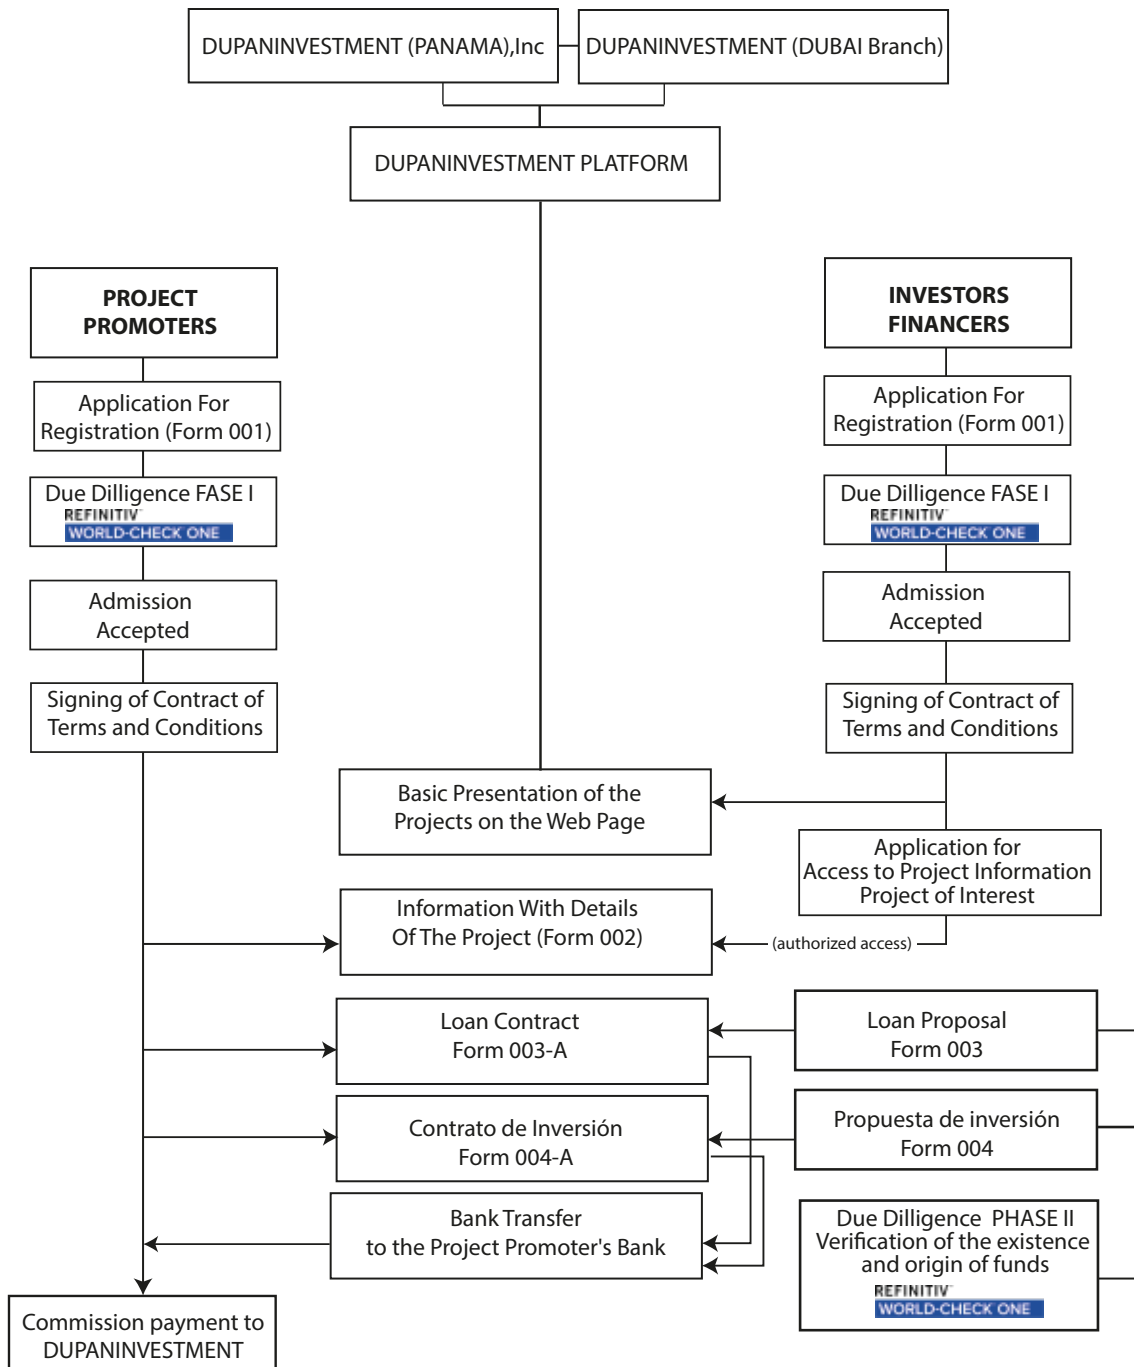 DUPANINVESTMENT (PANAMA),Inc
DUPANINVESTMENT (DUBAI Branch)
DUPANINVESTMENT PLATFORM
PROJECT
PROMOTERS
Application For
Registration (Form 001)
Due Dilligence FASE I
REFINITIV
WORLD-CHECK ONE
Admission
Accepted
Signing of Contract of
Terms and Conditions
INVESTORS
FINANCERS
Application For
Registration (Form 001)
Due Dilligence FASE I
REFINITIV
WORLD-CHECK ONE
Admission
Accepted
Signing of Contract of
Terms and Conditions
Basic Presentation of the
Projects on the Web Page
Application for
Access to Project Information
Project of Interest
Information With Details
Of The Project (Form 002)
(authorized access)
Loan Contract
Form 003-A
Loan Proposal
Form 003
Contrato de Inversión
Form 004-A
Propuesta de inversión
Form 004
Bank Transfer
to the Project Promoter's Bank
Due Dilligence PHASE II
Verification of the existence
and origin of funds
REFINITIV
WORLD-CHECK ONE
Commission payment to
DUPANINVESTMENT